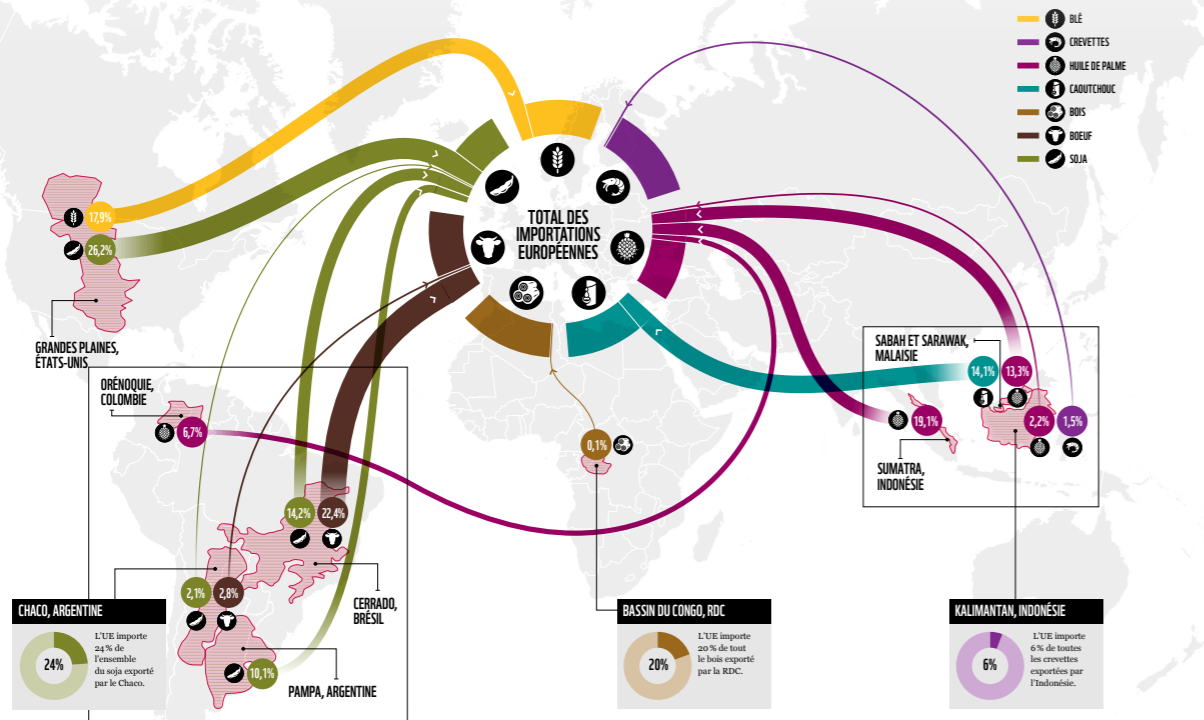 BLÉ
CREVETTES
HUILE DE PALME
CAOUTCHOUC
BOIS
BOEUF
SOJA
TOTAL DES
IMPORTATIONS
EUROPÉENNES
17,9%
26,2%
GRANDES PLAINES,
ÉTATS-UNIS
ORÉNOQUIE,
COLOMBIE
6,7%
14,2%
22,4%
2,1%
2,8%
10,1%
CERRADO,
BRÉSIL
PAMPA, ARGENTINE
CHACO, ARGENTINE
24%
L'UE importe
24 % de
l'ensemble
du soja exporté
par le Chaco.
0,1%
BASSIN DU CONGO, RDC
20%
L'UE importe
20 % de tout
le bois exporté
par la RDC.
SABAH ET SARAWAK,
MALAISIE
14,1%
13,3%
19,1%
2,2%
1,5%
SUMATRA,
INDONÉSIE
KALIMANTAN, INDONÉSIE
6%
L'UE importe
6 % de toutes
les crevettes
exportées par
l'Indonésie.